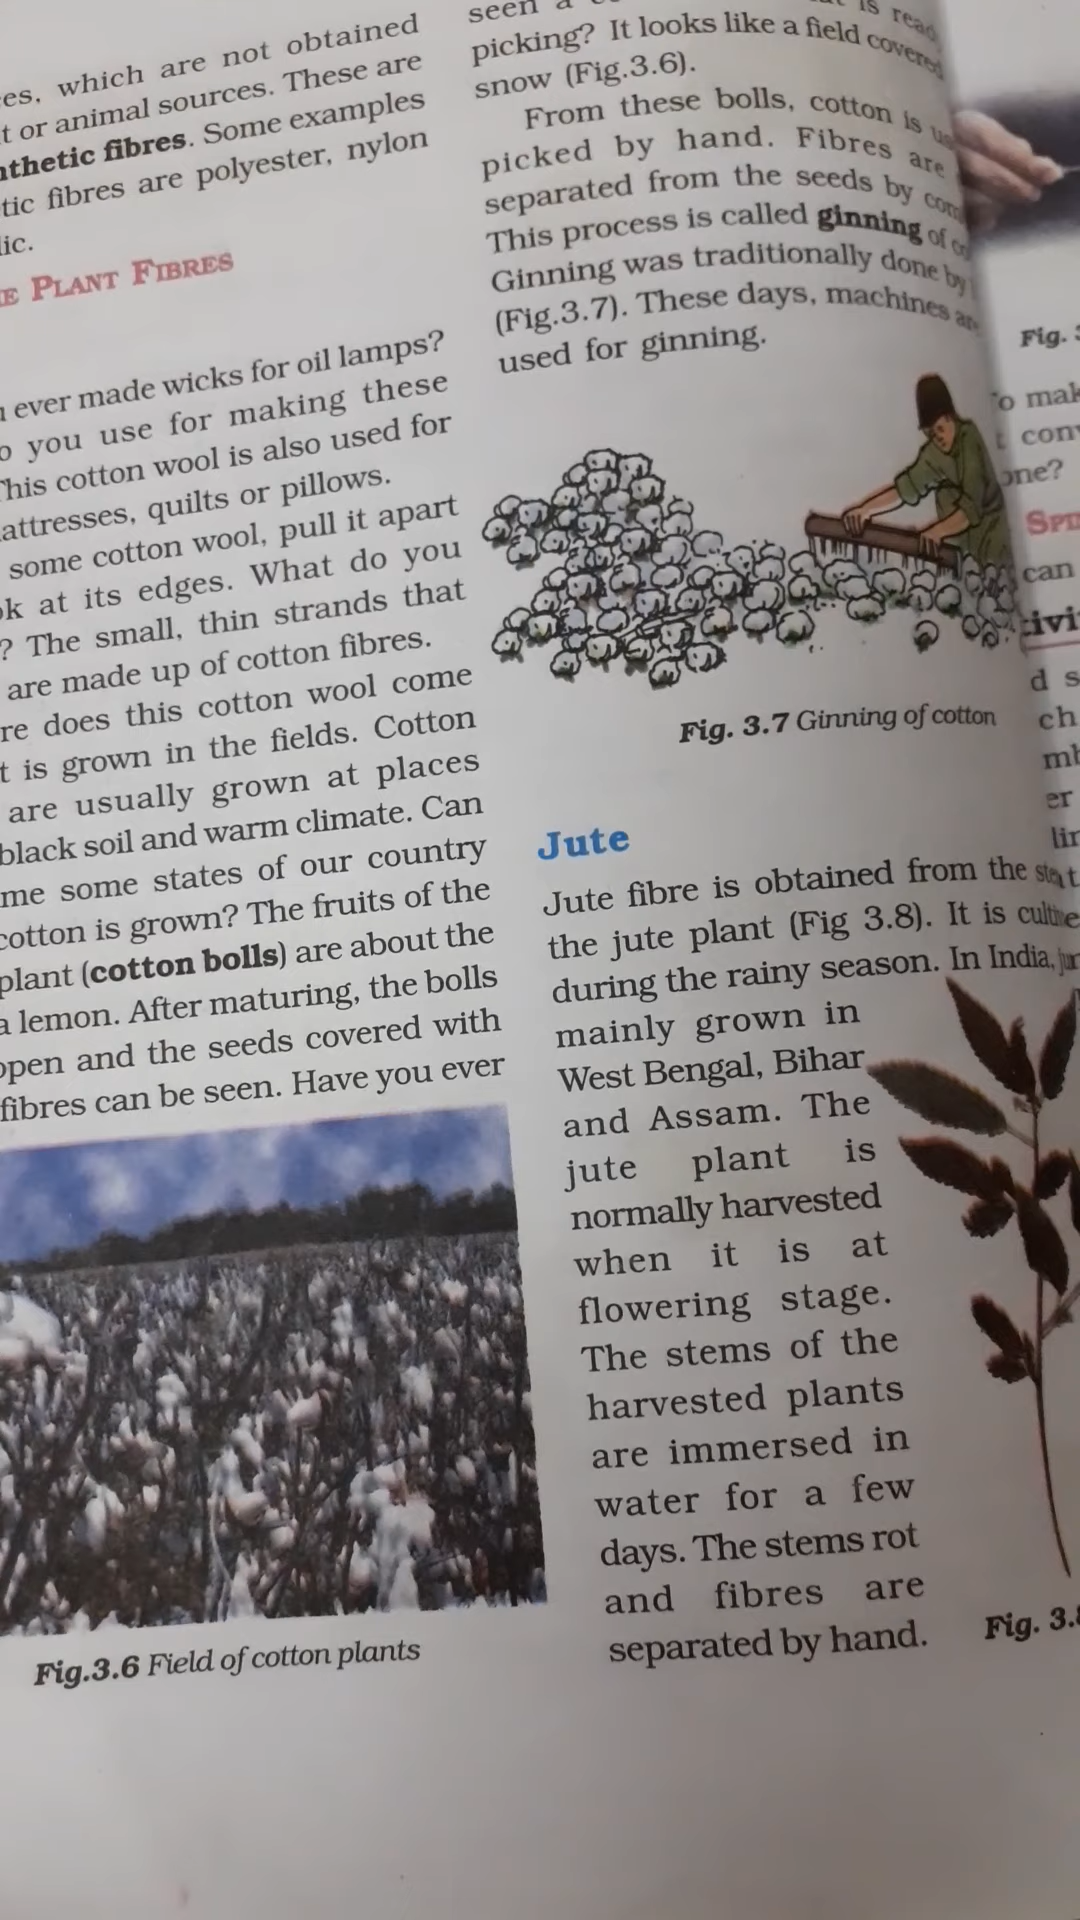 which are not obtained
or animal sources. These are
fibres. Some examples
fibres are polyester, nylon
PLANT FIBRES
ever made wicks for oil lamps?
you use for making these
This cotton wool is also used for
quilts or pillows.
some cotton wool, pull it apart
at its edges. What do you
? The small, thin strands that
are made up of cotton fibres.
does this cotton wool come
is grown in the fields. Cotton
are usually grown at places
black soil and warm climate. Can
some states of our country
cotton is grown? The fruits of the
plant (cotton bolls) are about the
a lemon. After maturing, the bolls
open and the seeds covered with
fibres can be seen. Have you ever
Fig.3.6 Field of cotton plants
seen a
picking? It looks like a field covered
snow (Fig.3.6).
From these bolls, cotton is
picked by hand. Fibres are
separated from the seeds by
This process is called ginning of
Ginning was traditionally done by
(Fig.3.7). These days, machines
used for ginning.
Fig. 3.7 Ginning of cotton
Jute
Jute fibre is obtained from the
the jute plant (Fig 3.8). It is
during the rainy season. In India,
mainly grown in
West Bengal, Bihar
and Assam. The
jute plant is
normally harvested
when it is at
flowering stage.
The stems of the
harvested plants
are immersed in
water for a few
days. The stems rot
and fibres are
separated by hand.
Fig.
Fig.
one?
can